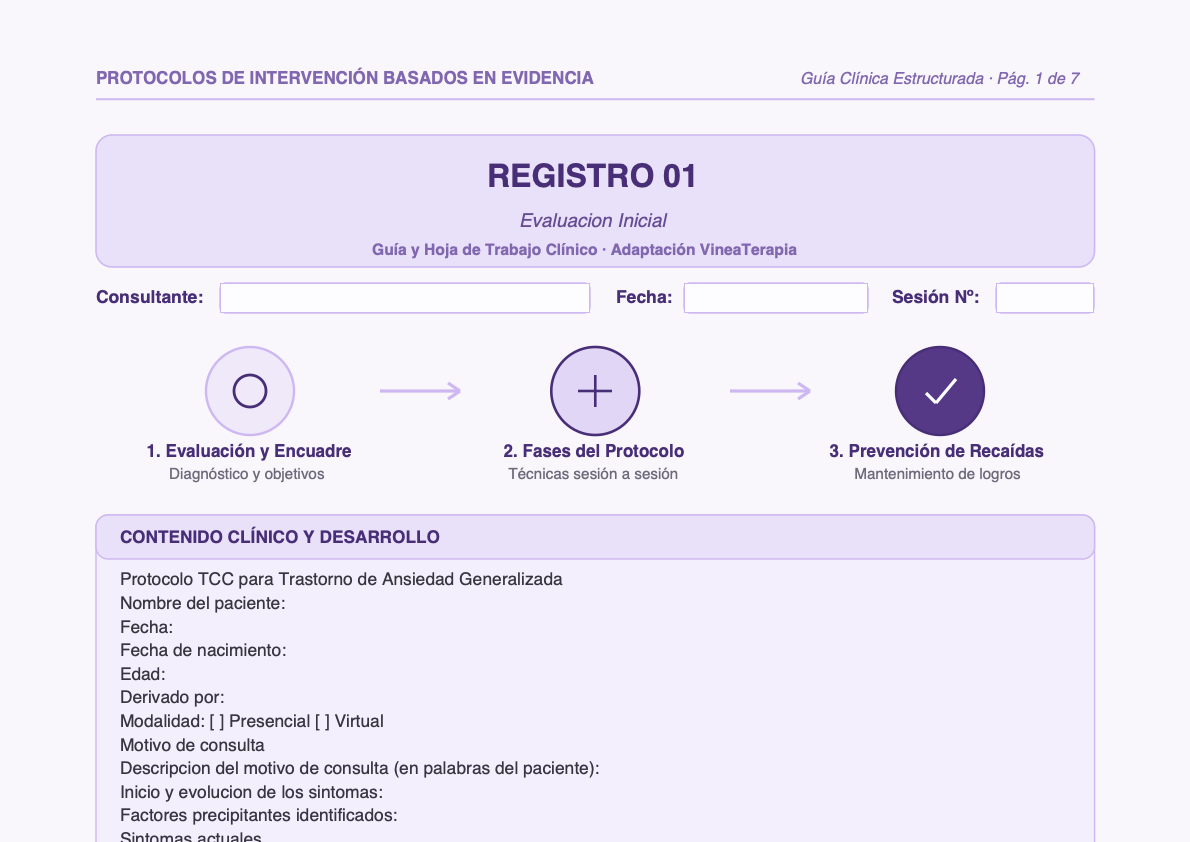 PROTOCOLOS DE INTERVENCIÓN BASADOS EN EVIDENCIA
Guía Clínica Estructurada · Pág. 1 de 7
REGISTRO 01
Evaluacion Inicial
Guía y Hoja de Trabajo Clínico · Adaptación VineaTerapia
Consultante:
Fecha:
Sesión Nº:
1. Evaluación y Encuadre
Diagnóstico y objetivos
2. Fases del Protocolo
Técnicas sesión a sesión
3. Prevención de Recaídas
Mantenimiento de logros
CONTENIDO CLÍNICO Y DESARROLLO
Protocolo TCC para Trastorno de Ansiedad Generalizada
Nombre del paciente:
Fecha:
Fecha de nacimiento:
Edad:
Derivado por:
Modalidad: [ ] Presencial [ ] Virtual
Motivo de consulta
Descripcion del motivo de consulta (en palabras del paciente):
Inicio y evolucion de los sintomas:
Factores precipitantes identificados:
Sintomas actuales